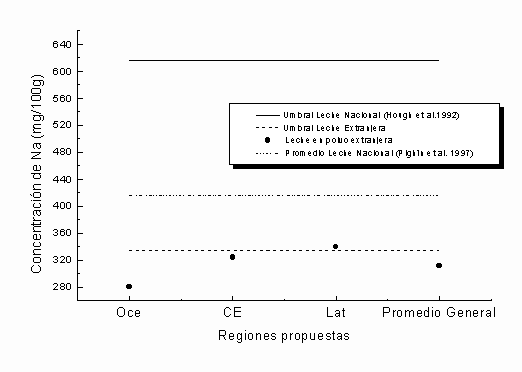 640
600
560
520
480
440
400
360
320
280
Concentración de Na (mg/100g)
Umbral Leche Nacional (Hough et al.1992)
Umbral Leche Extranjera
Leche en polvo extranjera
Promedio Leche Nacional (Pighín et al. 1997)
Oce CE Lat Promedio General
Regiones propuestas